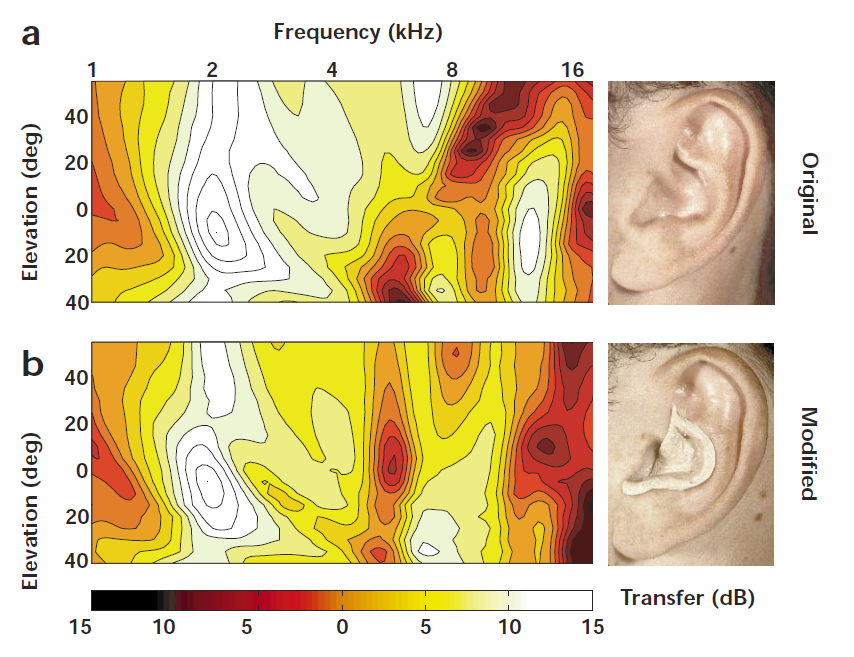 a
Frequency (kHz)
1 2 4 8 16
Elevation (deg)
40
20
0
20
40
Original
b
Elevation (deg)
40
20
0
20
40
Modified
15 10 5 0 5 10 15
Transfer (dB)